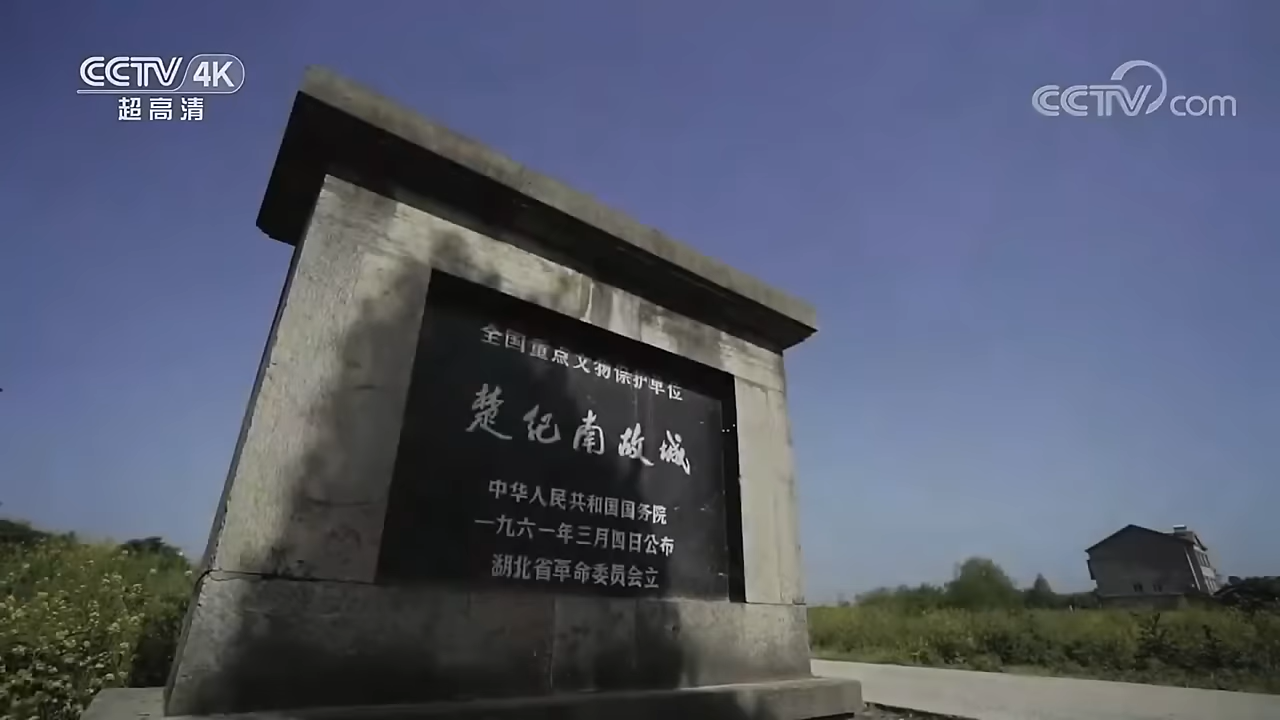 CCTV 4K
超高清
CCTV com
全国重点文物保护单位
楚纪南故城
中华人民共和国国务院
一九六一年三月四日公布
湖北省革命委员会立